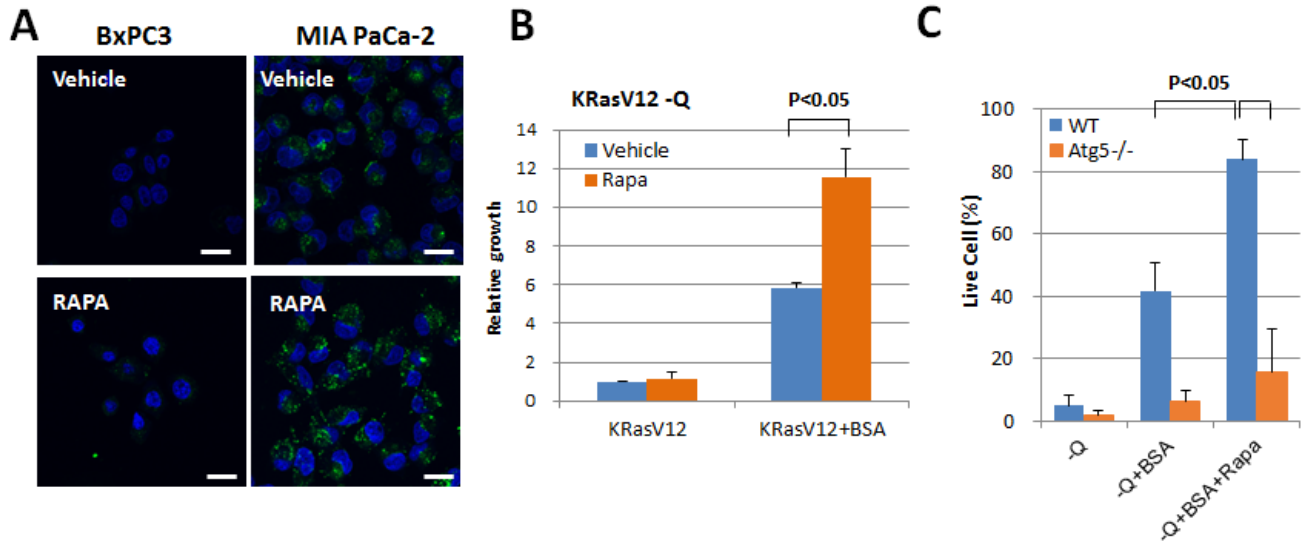 A
BxPC3
MIA PaCa-2
Vehicle
Vehicle
RAPA
RAPA
B
KRasV12 -Q
P<0.05
Vehicle
Rapa
Relative growth
14
12
10
8
6
4
2
0
KRasV12
KRasV12+BSA
C
P<0.05
WT
Atg5-/-
Live Cell (%)
100
80
60
40
20
0
-Q
-Q+BSA
-Q+BSA+Rapa